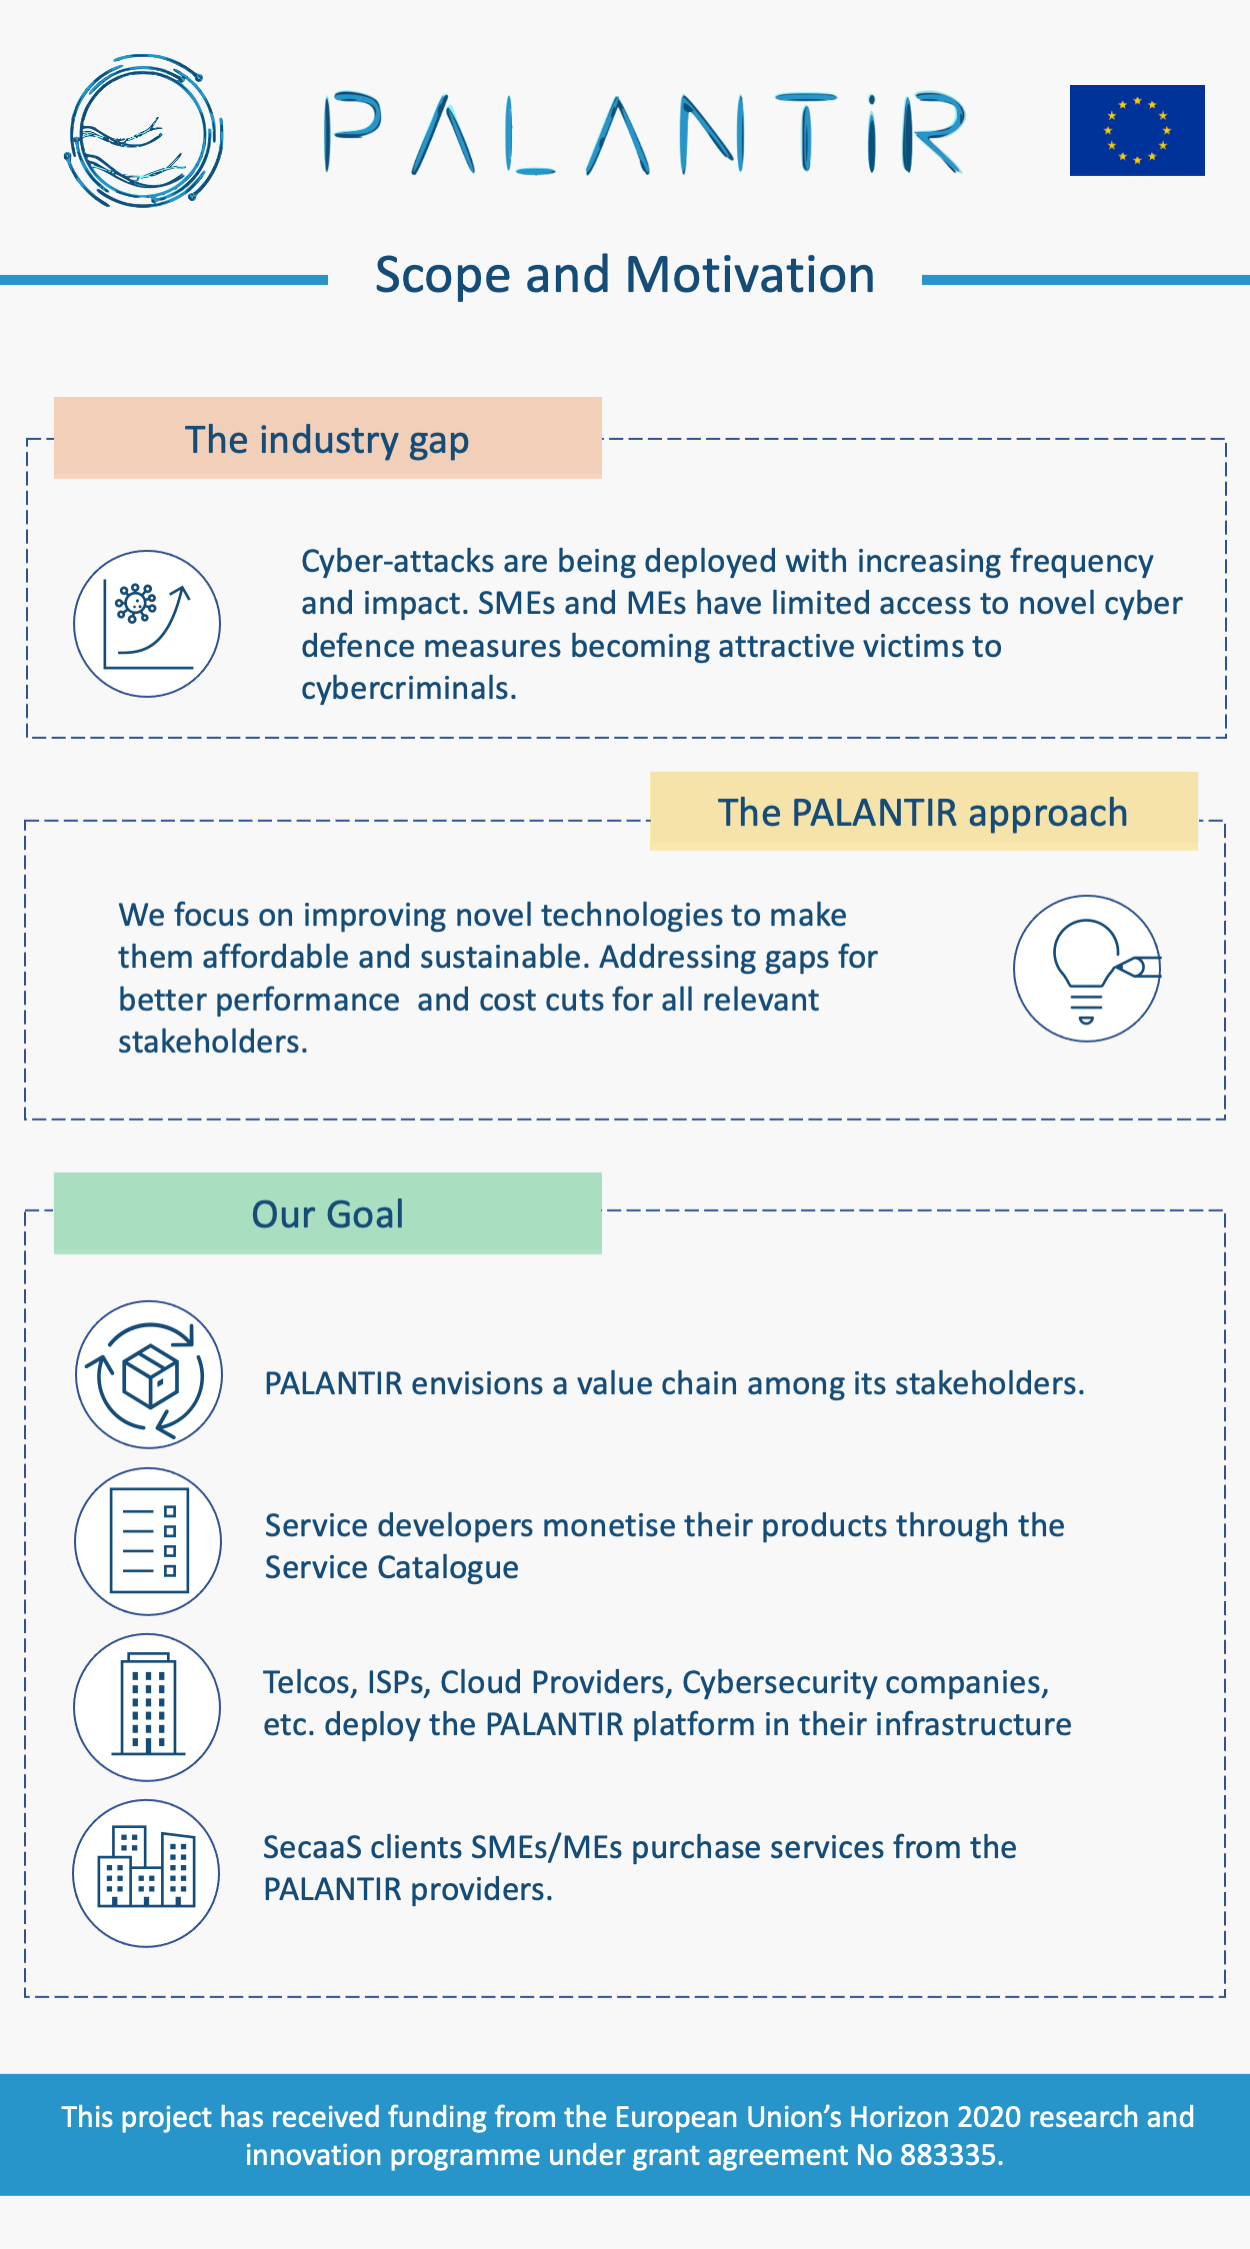 PALANTiR
Scope and Motivation
The industry gap
Cyber-attacks are being deployed with increasing frequency
and impact. SMEs and MEs have limited access to novel cyber
defence measures becoming attractive victims to
cybercriminals.
The PALANTIR approach
We focus on improving novel technologies to make
them affordable and sustainable. Addressing gaps for
better performance  and cost cuts for all relevant
stakeholders.
Our Goal
PALANTIR envisions a value chain among its stakeholders.
Service developers monetise their products through the
Service Catalogue
Telcos, ISPs, Cloud Providers, Cybersecurity companies,
etc. deploy the PALANTIR platform in their infrastructure
SecaaS clients SMEs/MEs purchase services from the
PALANTIR providers.
This project has received funding from the European Union’s Horizon 2020 research and
innovation programme under grant agreement No 883335.